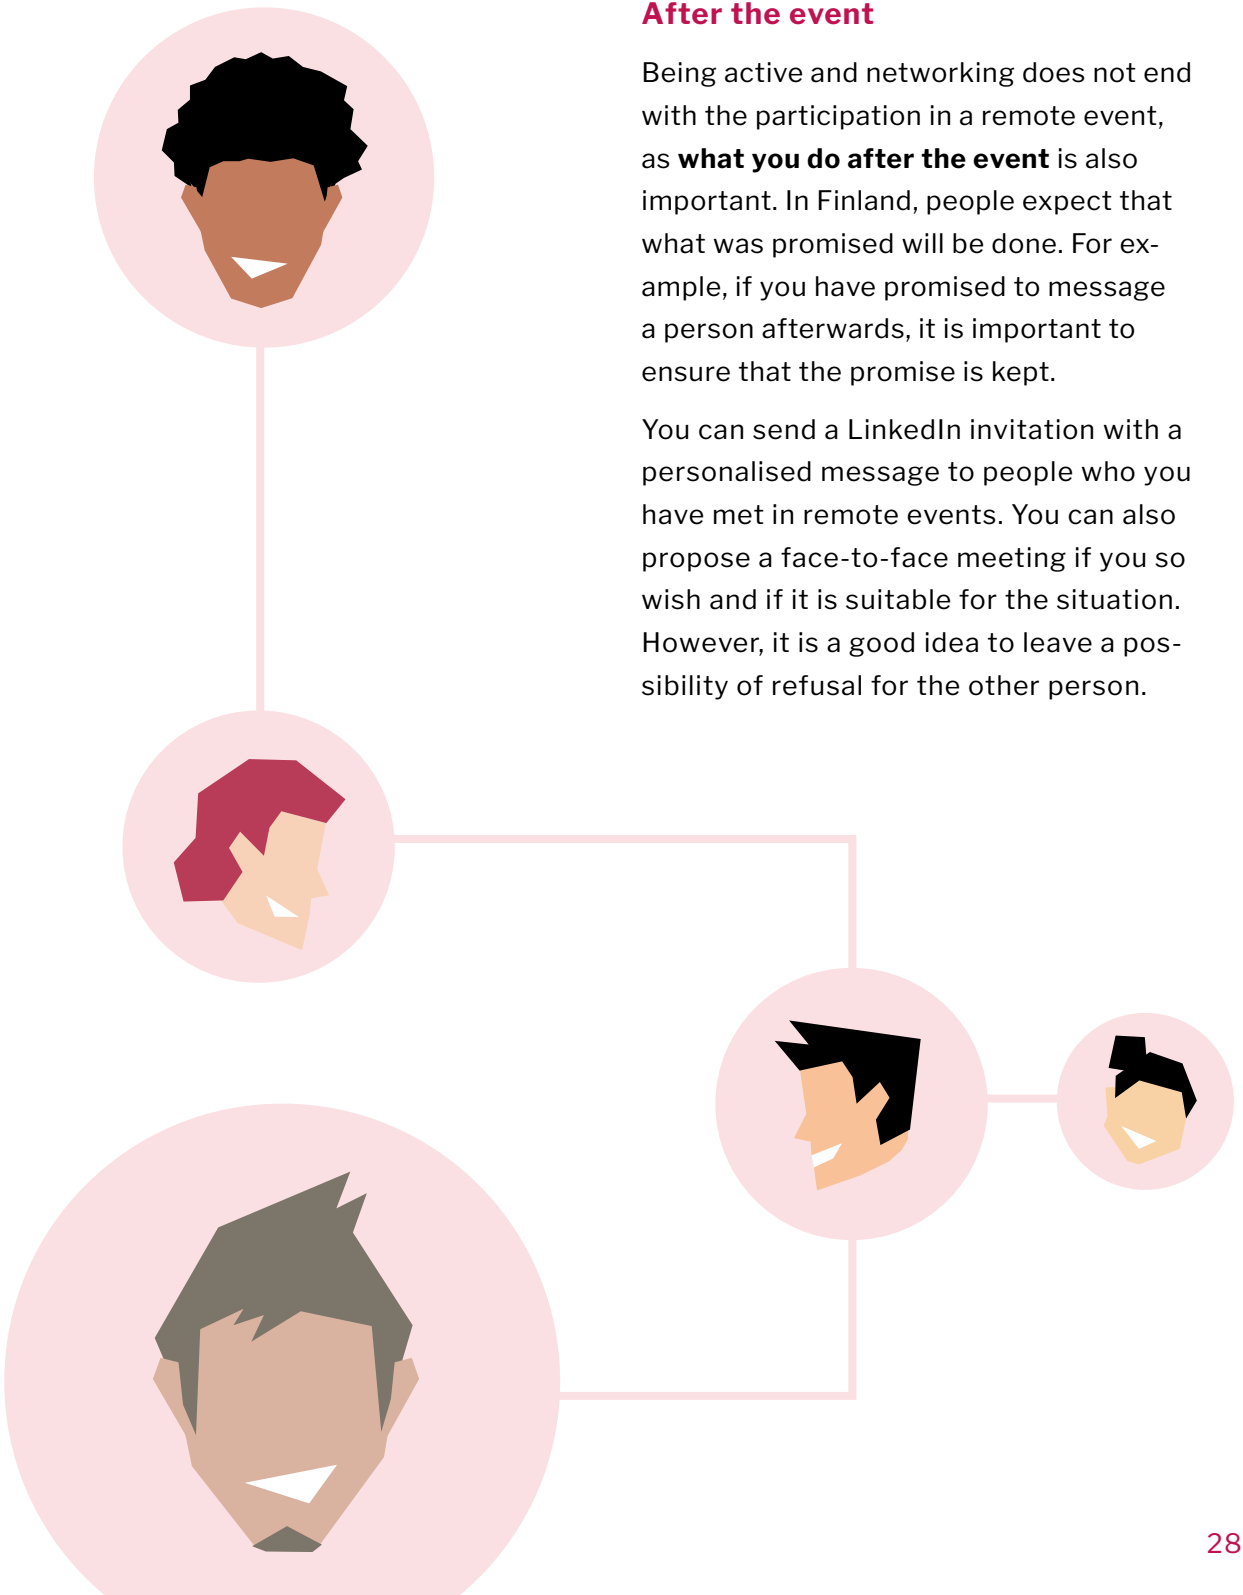 After the event
Being active and networking does not end
with the participation in a remote event,
as what you do after the event is also
important. In Finland, people expect that
what was promised will be done. For ex-
ample, if you have promised to message
a person afterwards, it is important to
ensure that the promise is kept.
You can send a LinkedIn invitation with a
personalised message to people who you
have met in remote events. You can also
propose a face-to-face meeting if you so
wish and if it is suitable for the situation.
However, it is a good idea to leave a pos-
sibility of refusal for the other person.
28